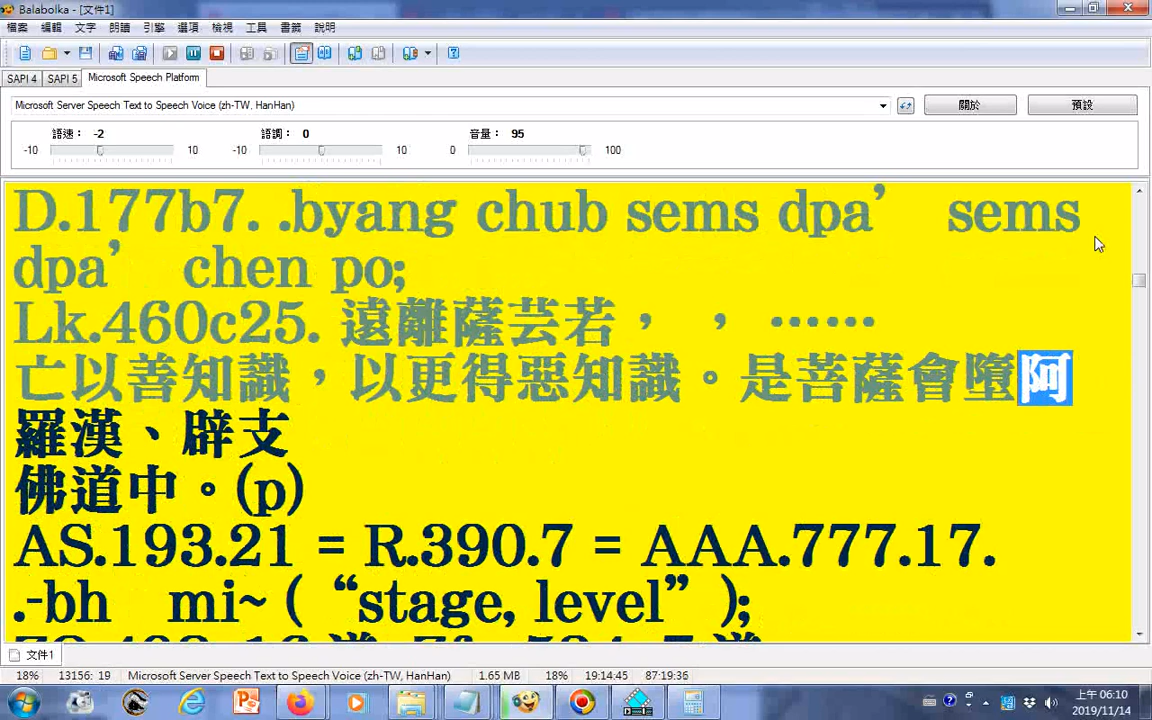 Balabolka - [文件1]
檔案 編輯 文字 朗讀 引擎 選項 檢視 工具 書籤 說明
SAPI 4 SAPI 5 Microsoft Speech Platform
Microsoft Server Speech Text to Speech Voice (zh-TW, HanHan) 關於 預設
語速： -2 語調： 0 音量： 95
-10 10 -10 10 0 100
D.177b7. .byang chub sems dpa’ sems
dpa’ chen po;
Lk.460c25. 遠離薩芸若， ， ……
亡以善知識，以更得惡知識。是菩薩會墮阿
羅漢、辟支
佛道中。(p)
AS.193.21 = R.390.7 = AAA.777.17.
.-bh mi~ (“stage, level”);
文件1
18% 13156: 19 Microsoft Server Speech Text to Speech Voice (zh-TW, HanHan) 1.65 MB 18% 19:14:45 87:19:36
上午 06:10
2019/11/14